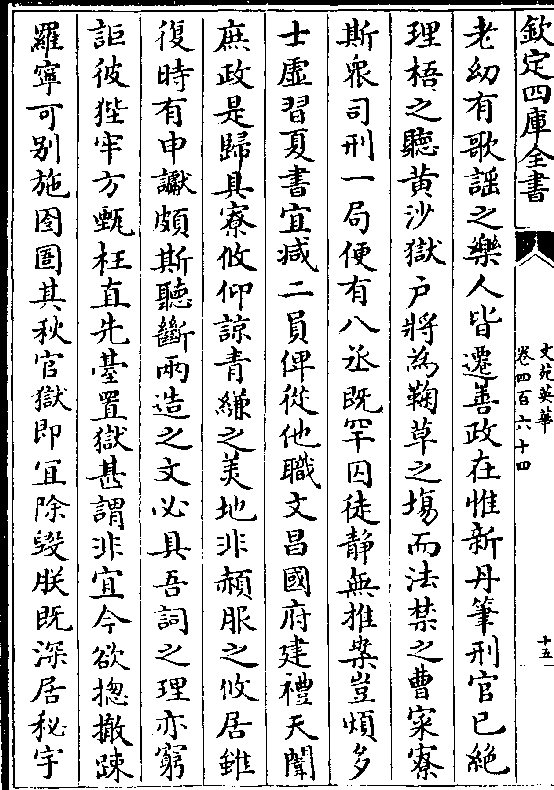 欽定四庫全書
文苑英華
卷四百六十四
十五
老幼有歌謡之樂人皆遷善政在惟新丹筆刑官已絶
理梧之聽黄沙獄户將為鞠草之塲而法禁之曹寀寮
斯衆司刑一局便有八丞既罕囚徒静無推案豈煩多
士虚習夏書宜减二員俾從他職文昌國府建禮天闈
庶政是歸具寮攸仰諒青縑之美地非赬服之攸居雖
復時有申讞頗斯聽斷兩造之文必具吾詞之理亦窮
詎彼狴牢方甄枉直先臺置獄甚謂非宜今欲揔撤踈
羅寧可别施囹圄其秋官獄即宜除毁朕既深居秘宇